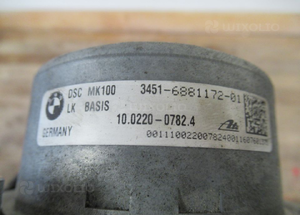 DSC MK100 3451-6881172-01
LK BASIS
10.0220-0782.4
GERMANY